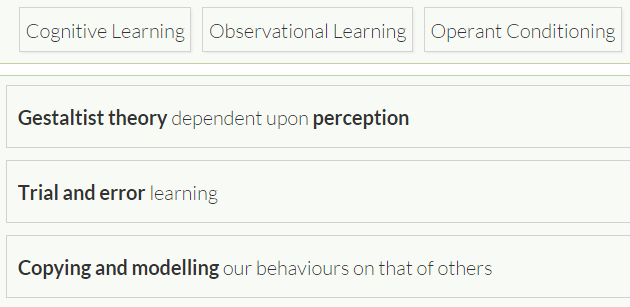 Cognitive Learning Observational Learning Operant Conditioning
Gestaltist theory dependent upon perception
Trial and error learning
Copying and modelling our behaviours on that of others